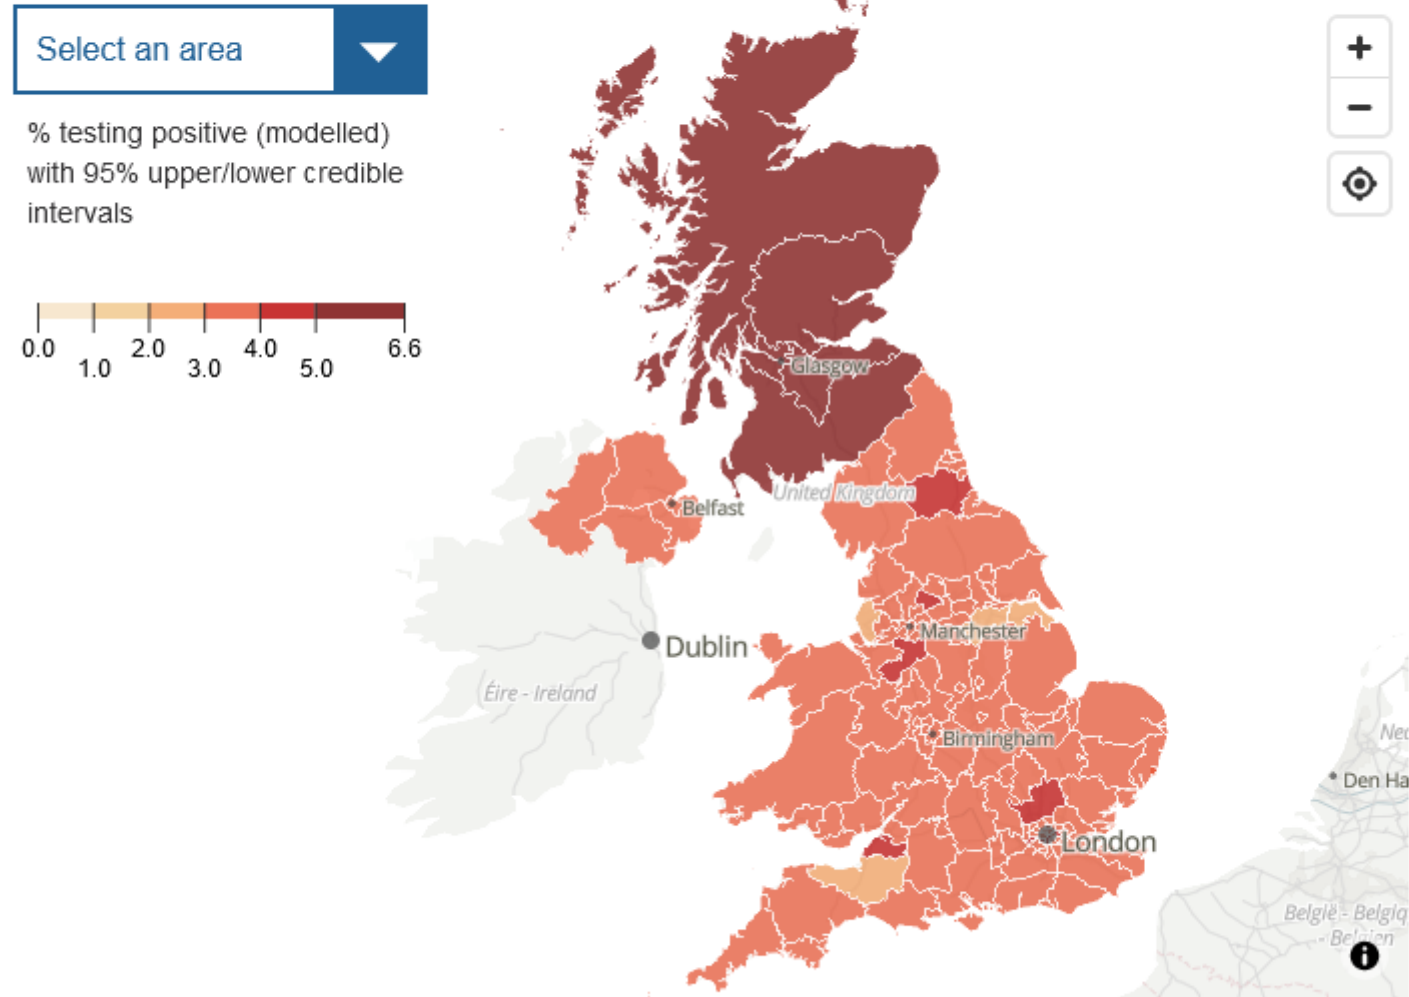 Select an area
% testing positive (modelled)
with 95% upper/lower credible
intervals
0.0
1.0
2.0
3.0
4.0
5.0
6.6
Glasgow
United Kingdom
Belfast
Manchester
Dublin
Éire - Ireland
Birmingham
Den Ha
London
België - Belgiq
- Belgien